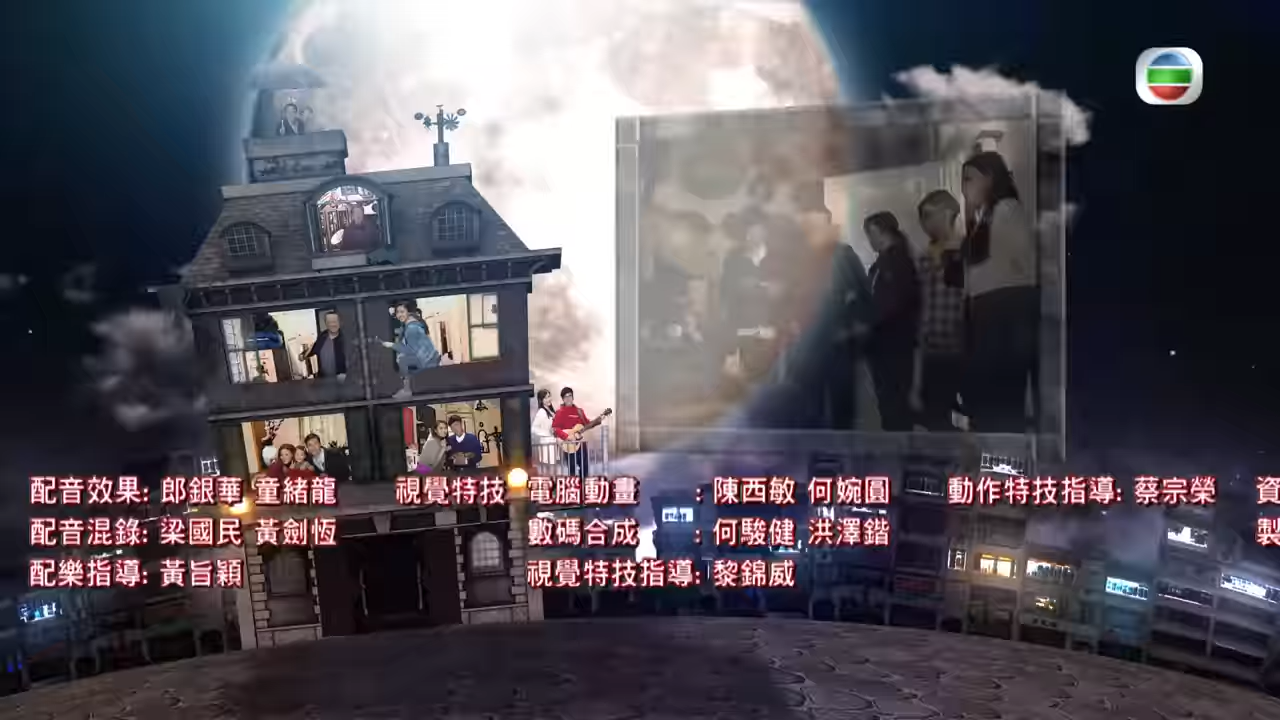 配音效果: 郎銀華 童緒龍 視覺特技 電腦動畫 : 陳西敏 何婉圓 動作特技指導: 蔡宗榮 資
配音混錄: 梁國民 黃劍恆 數碼合成 : 何駿健 洪澤鍇 製
配樂指導: 黃旨穎 視覺特技指導: 黎錦威